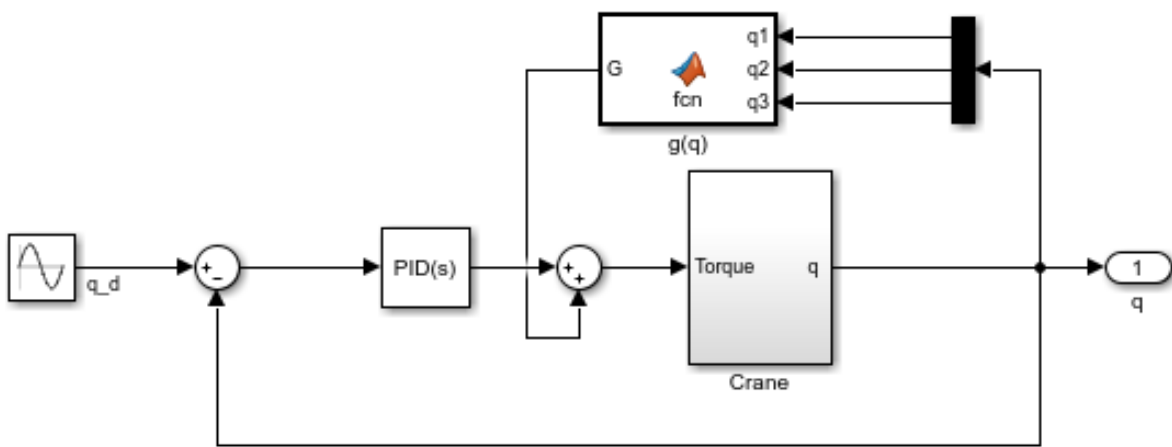 q1
G
q2
fcn
q3
g(q)
q_d
+
−
PID(s)
+
+
Torque
q
1
q
Crane